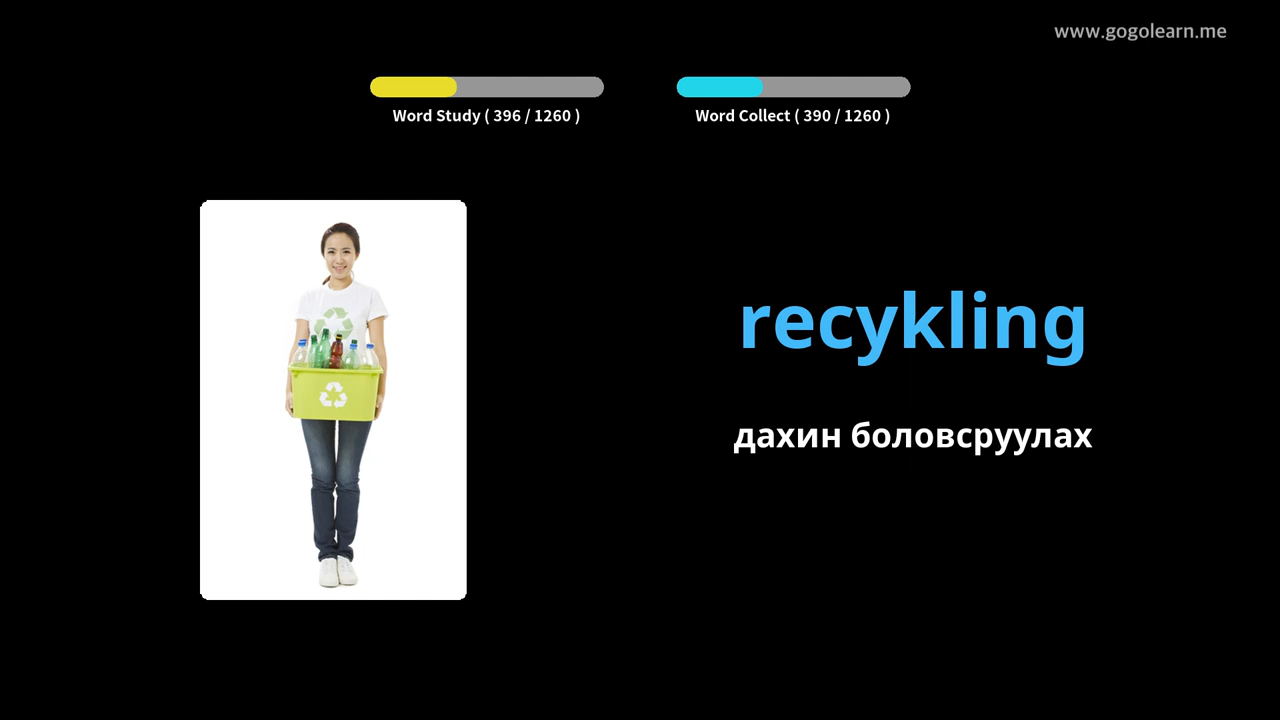 www.gogolearn.me
Word Study ( 396 / 1260 )
Word Collect ( 390 / 1260 )
recykling
дахин боловсруулах